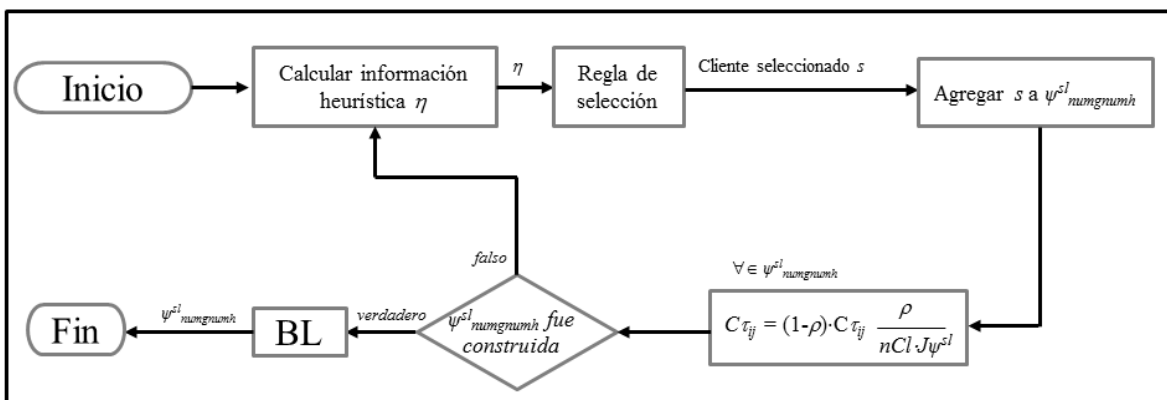 Inicio
Calcular información
heurística η
η
Regla de
selección
Cliente seleccionado s
Agregar s a ψ^sl_numgnumh
∀ ∈ ψ^sl_numgnumh
Cτ_ij = (1-ρ)·Cτ_ij ρ / nCl·Jψ^sl
falso
ψ^sl_numgnumh fue
construida
verdadero
BL
ψ^sl_numgnumh
Fin